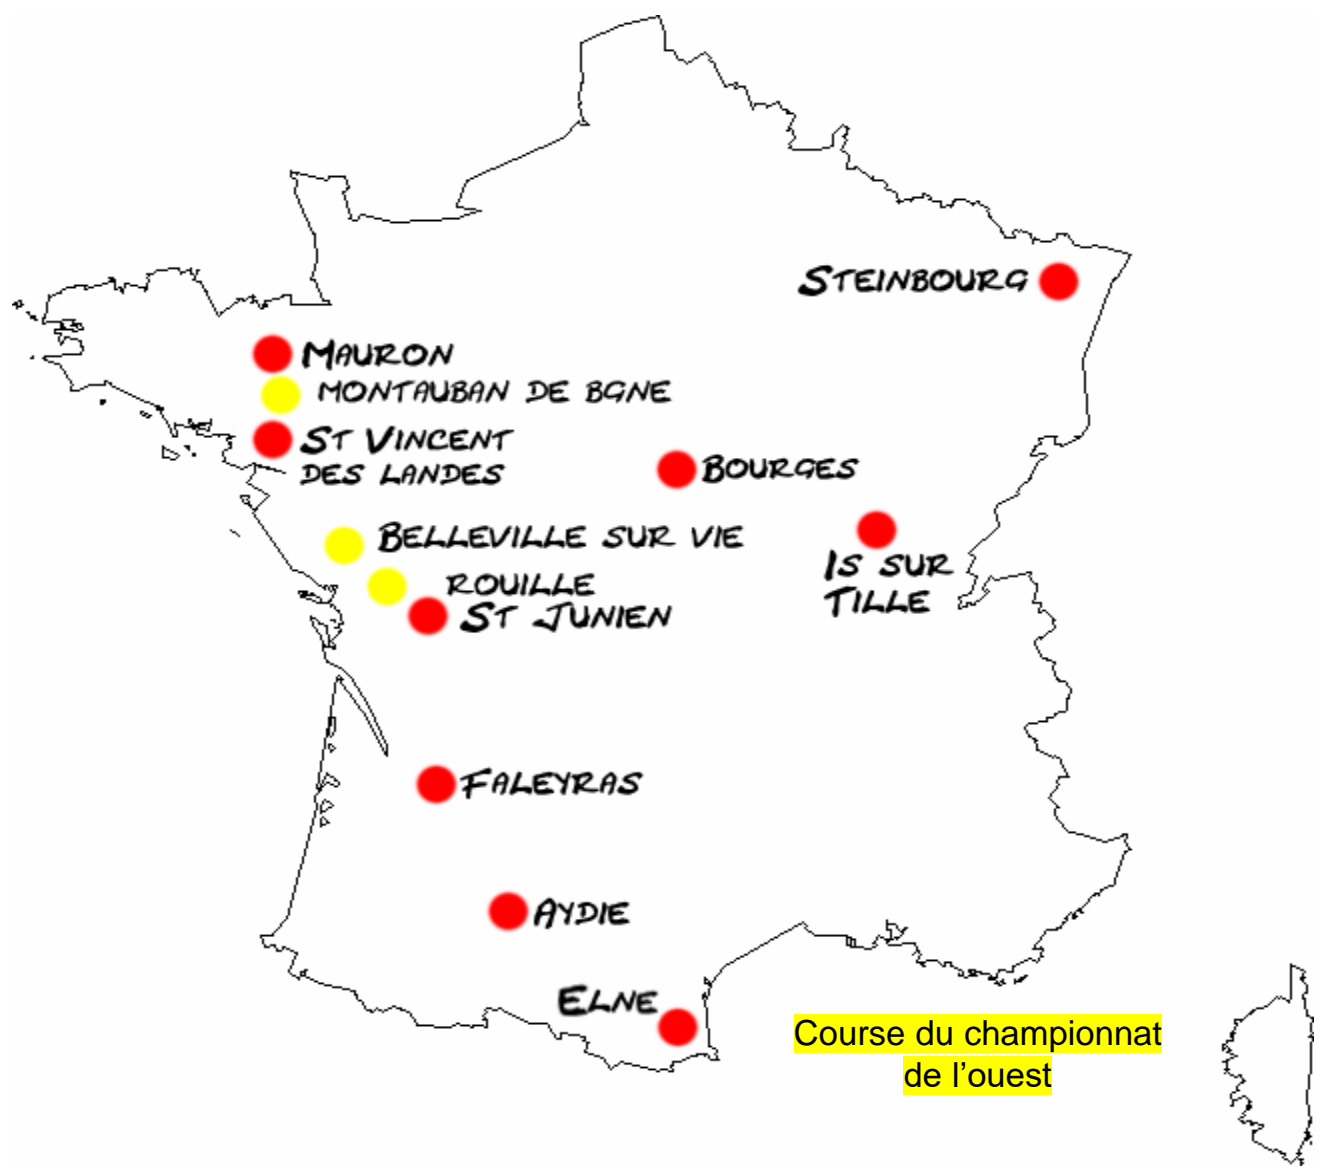 STEINBOURG
MAURON
MONTAUBAN DE BGNE
ST VINCENT
DES LANDES
BOURGES
BELLEVILLE SUR VIE
IS SUR
TILLE
ROUILLE
ST JUNIEN
FALEYRAS
AYDIE
ELNE
Course du championnat
de l’ouest